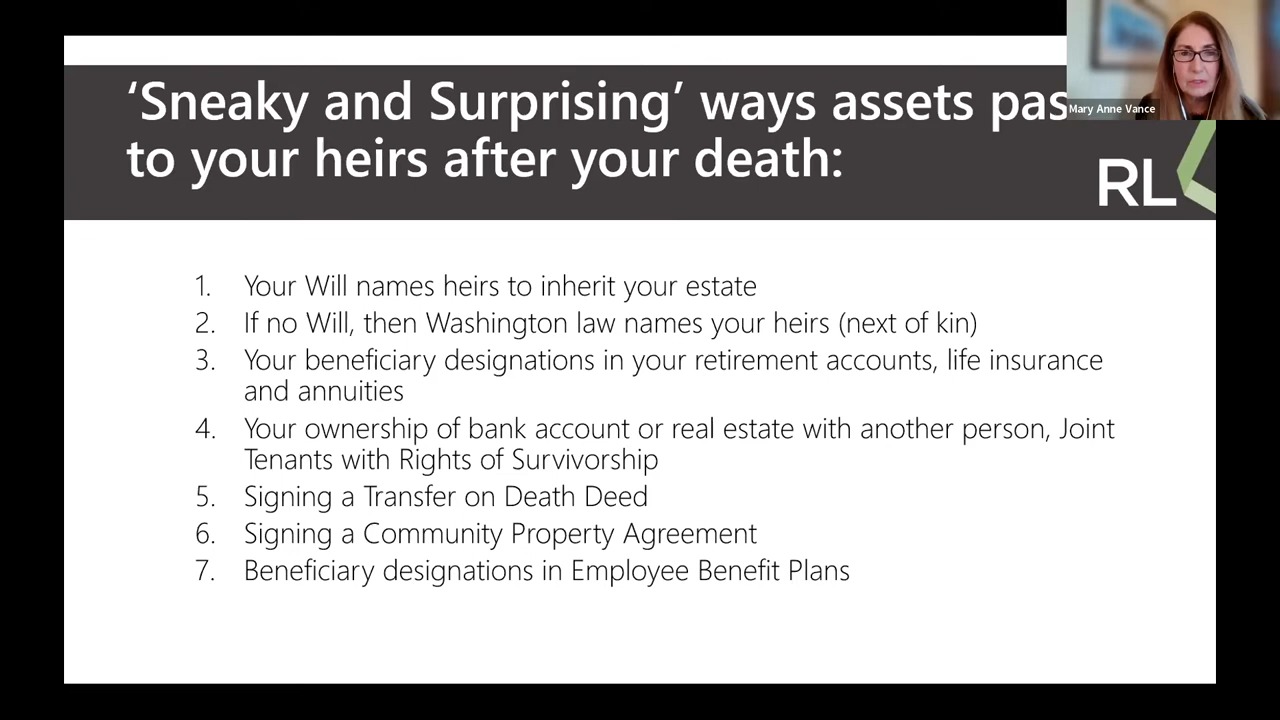 ‘Sneaky and Surprising’ ways assets pas
to your heirs after your death:
Mary Anne Vance
RL
1. Your Will names heirs to inherit your estate
2. If no Will, then Washington law names your heirs (next of kin)
3. Your beneficiary designations in your retirement accounts, life insurance
and annuities
4. Your ownership of bank account or real estate with another person, Joint
Tenants with Rights of Survivorship
5. Signing a Transfer on Death Deed
6. Signing a Community Property Agreement
7. Beneficiary designations in Employee Benefit Plans